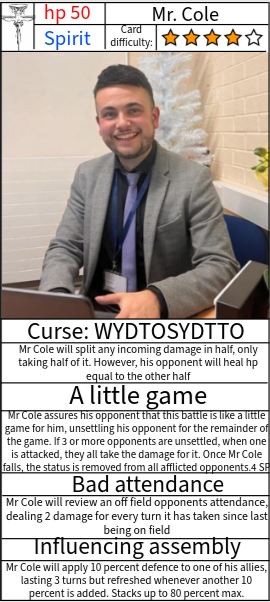 hp 50
Mr. Cole
Spirit
Card
difficulty:
Curse: WYDTOSYDTTO
Mr Cole will split any incoming damage in half, only
taking half of it. However, his opponent will heal hp
equal to the other half
A little game
Mr Cole assures his opponent that this battle is like a little
game for him, unsettling his opponent for the remainder of
the game. If 3 or more opponents are unsettled, when one
is attacked, they all take the damage for it. Once Mr Cole
falls, the status is removed from all afflicted opponents.4 SP
Bad attendance
Mr Cole will review an off field opponents attendance,
dealing 2 damage for every turn it has taken since last
being on field
Influencing assembly
Mr Cole will apply 10 percent defence to one of his allies,
lasting 3 turns but refreshed whenever another 10
percent is added. Stacks up to 80 percent max.